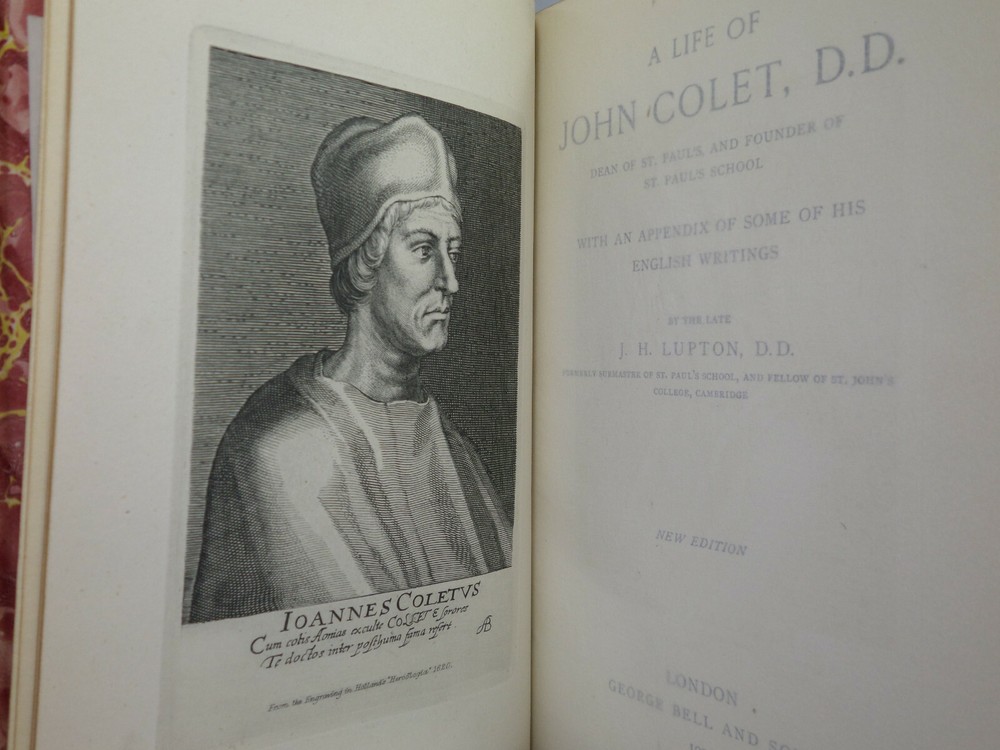 IOANNES COLETVS
Cum colis Aonias exculte COLETE sorores
Te doctos inter posthuma fama refert.
AB
From the Engraving in Holland's "Herωologia" 1620.
A LIFE OF
JOHN COLET, D.D.
DEAN OF ST. PAUL'S, AND FOUNDER OF
ST. PAUL'S SCHOOL
WITH AN APPENDIX OF SOME OF HIS
ENGLISH WRITINGS
BY THE LATE
J. H. LUPTON, D.D.
FORMERLY SURMASTER OF ST. PAUL'S SCHOOL, AND FELLOW OF ST. JOHN'S
COLLEGE, CAMBRIDGE
NEW EDITION
LONDON
GEORGE BELL AND SO